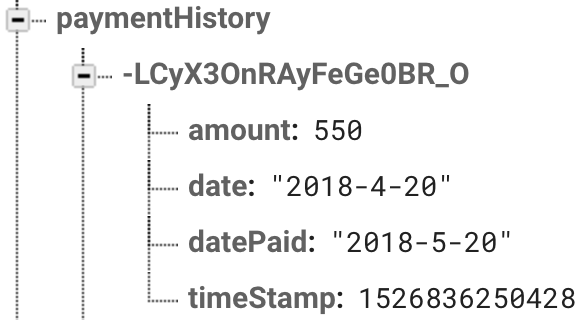 paymentHistory
-LCyX3OnRAyFeGe0BR_O
amount: 550
date: "2018-4-20"
datePaid: "2018-5-20"
timeStamp: 1526836250428